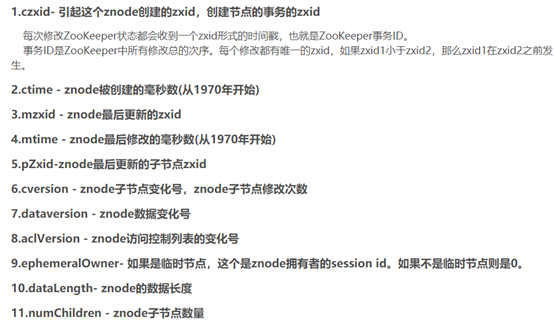 1.czxid- 引起这个znode创建的zxid，创建节点的事务的zxid
每次修改ZooKeeper状态都会收到一个zxid形式的时间戳，也就是ZooKeeper事务ID。
事务ID是ZooKeeper中所有修改总的次序。每个修改都有唯一的zxid，如果zxid1小于zxid2，那么zxid1在zxid2之前发
生。
2.ctime - znode被创建的毫秒数(从1970年开始)
3.mzxid - znode最后更新的zxid
4.mtime - znode最后修改的毫秒数(从1970年开始)
5.pZxid-znode最后更新的子节点zxid
6.cversion - znode子节点变化号，znode子节点修改次数
7.dataversion - znode数据变化号
8.aclVersion - znode访问控制列表的变化号
9.ephemeralOwner- 如果是临时节点，这个是znode拥有者的session id。如果不是临时节点则是0。
10.dataLength- znode的数据长度
11.numChildren - znode子节点数量